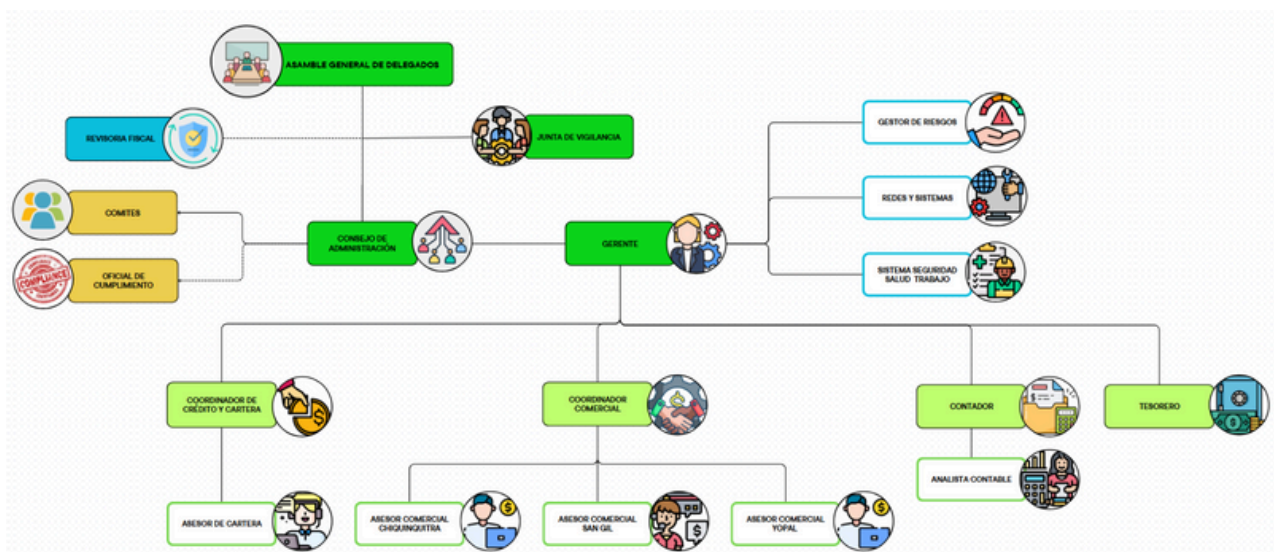 ASAMBLE GENERAL DE DELEGADOS
REVISORIA FISCAL
JUNTA DE VIGILANCIA
GESTOR DE RIESGOS
COMITES
REDES Y SISTEMAS
CONSEJO DE
ADMINISTRACIÓN
GERENTE
OFICIAL DE
CUMPLIMIENTO
COMPLIANCE
SISTEMA SEGURIDAD
SALUD TRABAJO
COORDINADOR DE
CRÉDITO Y CARTERA
COORDINADOR
COMERCIAL
CONTADOR
TESORERO
ANALISTA CONTABLE
ASESOR DE CARTERA
ASESOR COMERCIAL
CHIQUINQUITRA
ASESOR COMERCIAL
SAN GIL
ASESOR COMERCIAL
YOPAL